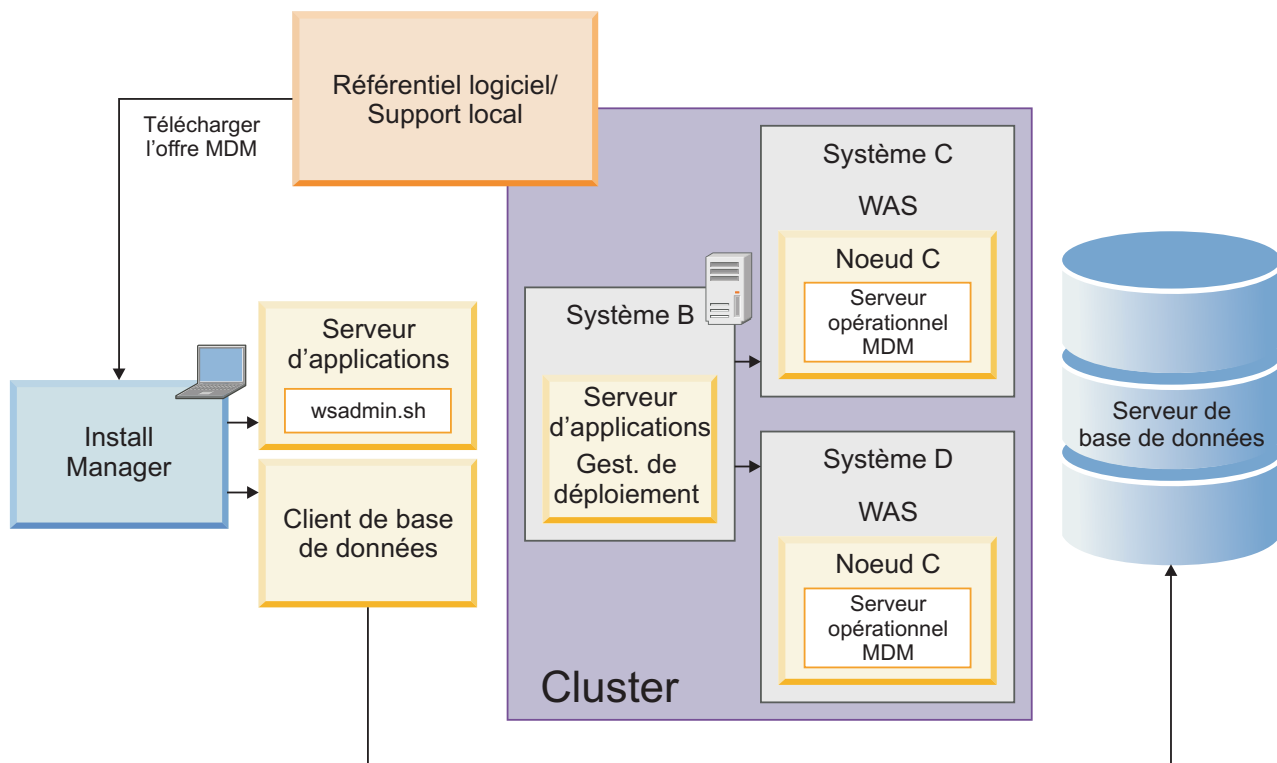 Référentiel logiciel/
Support local
Télécharger
l’offre MDM
Install
Manager
Serveur
d’applications
wsadmin.sh
Client de base
de données
Cluster
Système B
Serveur
d’applications
Gest. de
déploiement
Système C
WAS
Noeud C
Serveur
opérationnel
MDM
Système D
WAS
Noeud C
Serveur
opérationnel
MDM
Serveur de
base de données